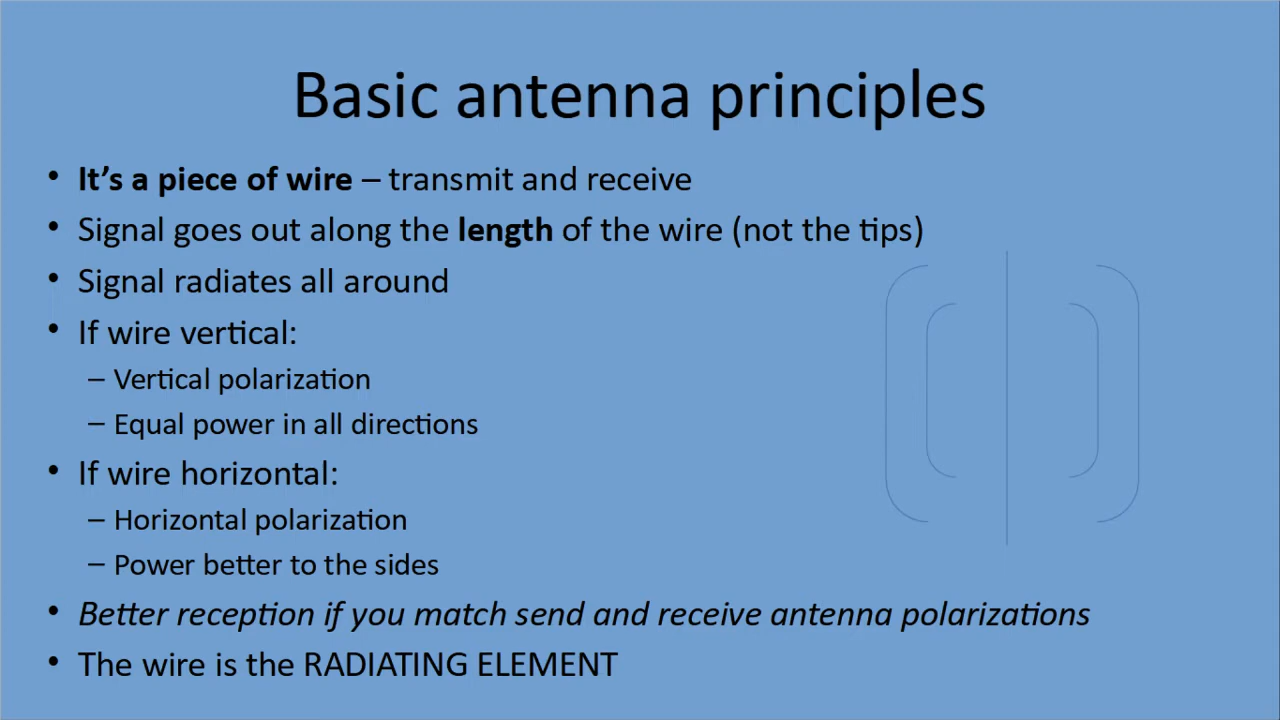 Basic antenna principles
• It’s a piece of wire – transmit and receive
• Signal goes out along the length of the wire (not the tips)
• Signal radiates all around
• If wire vertical:
– Vertical polarization
– Equal power in all directions
• If wire horizontal:
– Horizontal polarization
– Power better to the sides
• Better reception if you match send and receive antenna polarizations
• The wire is the RADIATING ELEMENT